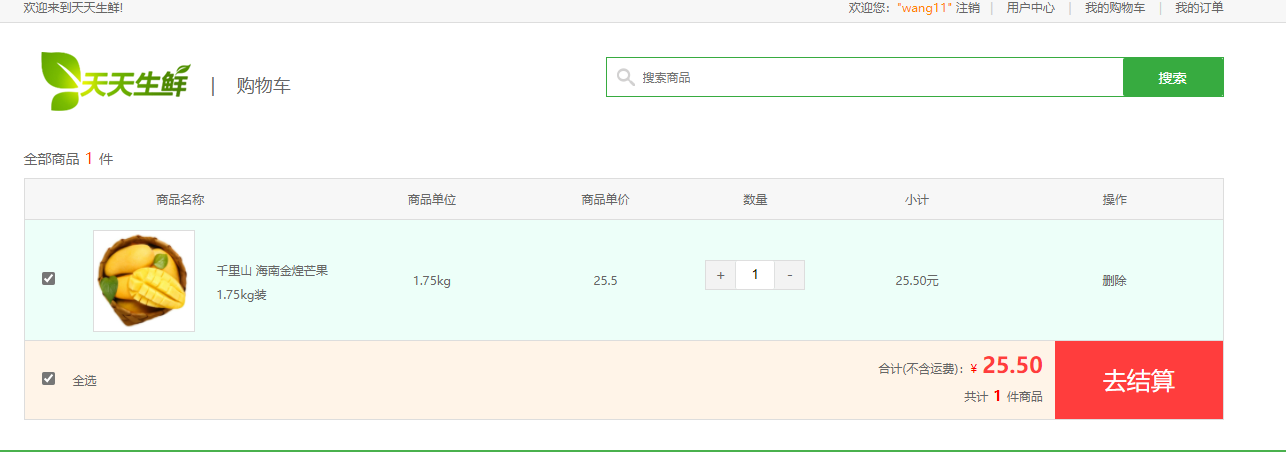 欢迎来到天天生鲜!
欢迎您："wang11" 注销 | 用户中心 | 我的购物车 | 我的订单
天天生鲜 | 购物车
搜索商品 搜索
全部商品 1 件
商品名称 商品单位 商品单价 数量 小计 操作
千里山 海南金煌芒果
1.75kg装
1.75kg 25.5 + 1 - 25.50元 删除
全选
合计(不含运费)：¥ 25.50
共计 1 件商品
去结算